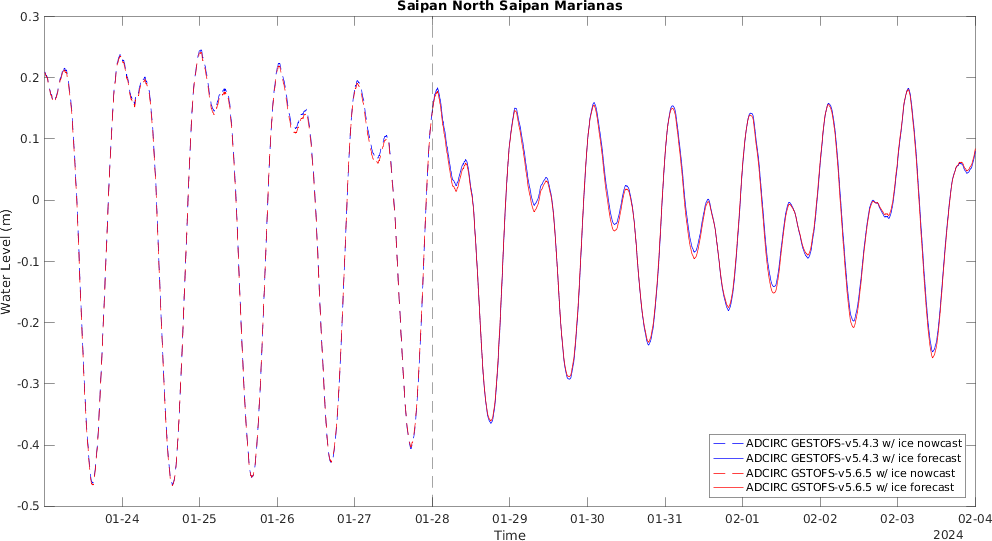 Saipan North Saipan Marianas
0.3
0.2
0.1
0
-0.1
-0.2
-0.3
-0.4
-0.5
Water Level (m)
ADCIRC GESTOFS-v5.4.3 w/ ice nowcast
ADCIRC GESTOFS-v5.4.3 w/ ice forecast
ADCIRC GSTOFS-v5.6.5 w/ ice nowcast
ADCIRC GSTOFS-v5.6.5 w/ ice forecast
01-24 01-25 01-26 01-27 01-28 01-29 01-30 01-31 02-01 02-02 02-03 02-04
Time
2024